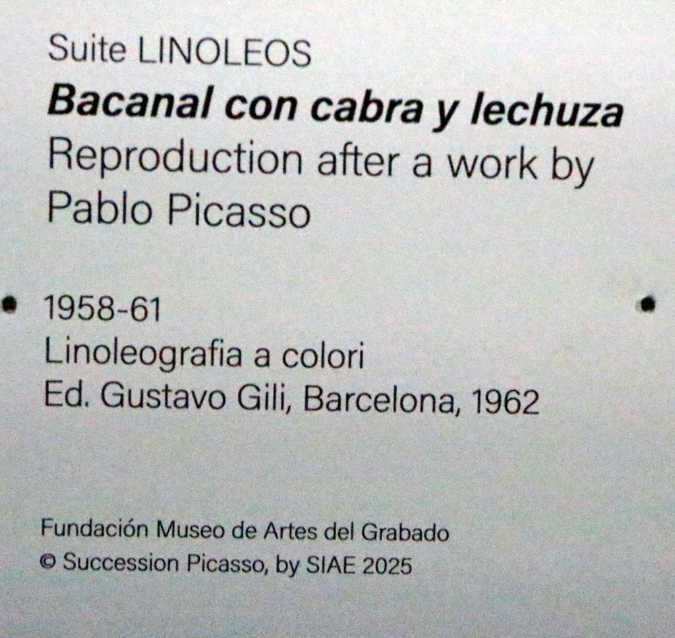 Suite LINOLEOS
Bacanal con cabra y lechuza
Reproduction after a work by
Pablo Picasso
1958-61
Linoleografia a colori
Ed. Gustavo Gili, Barcelona, 1962
Fundación Museo de Artes del Grabado
© Succession Picasso, by SIAE 2025